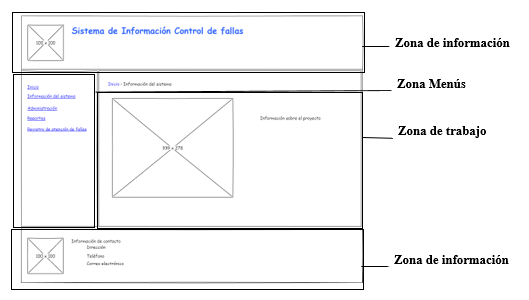 Sistema de Información Control de fallas
100 x 100
Zona de información
Inicio
Información del sistema
Administración
Reportes
Registro de atención de fallas
Inicio > Información del sistema
Zona Menús
Información sobre el proyecto
Zona de trabajo
Información de contacto
Dirección
Teléfono
Correo electrónico
100 x 100
Zona de información